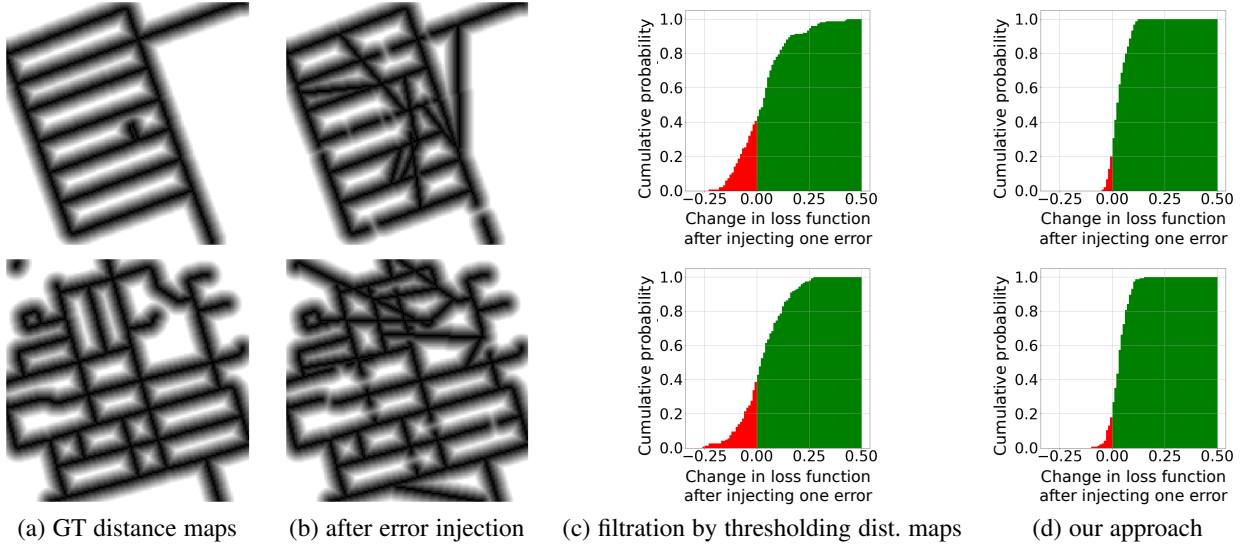 1.0
0.8
0.6
0.4
0.2
0.0
Cumulative probability
−0.25 0.00 0.25 0.50
Change in loss function
after injecting one error
1.0
0.8
0.6
0.4
0.2
0.0
Cumulative probability
−0.25 0.00 0.25 0.50
Change in loss function
after injecting one error
1.0
0.8
0.6
0.4
0.2
0.0
Cumulative probability
−0.25 0.00 0.25 0.50
Change in loss function
after injecting one error
1.0
0.8
0.6
0.4
0.2
0.0
Cumulative probability
−0.25 0.00 0.25 0.50
Change in loss function
after injecting one error
(a) GT distance maps (b) after error injection (c) filtration by thresholding dist. maps (d) our approach